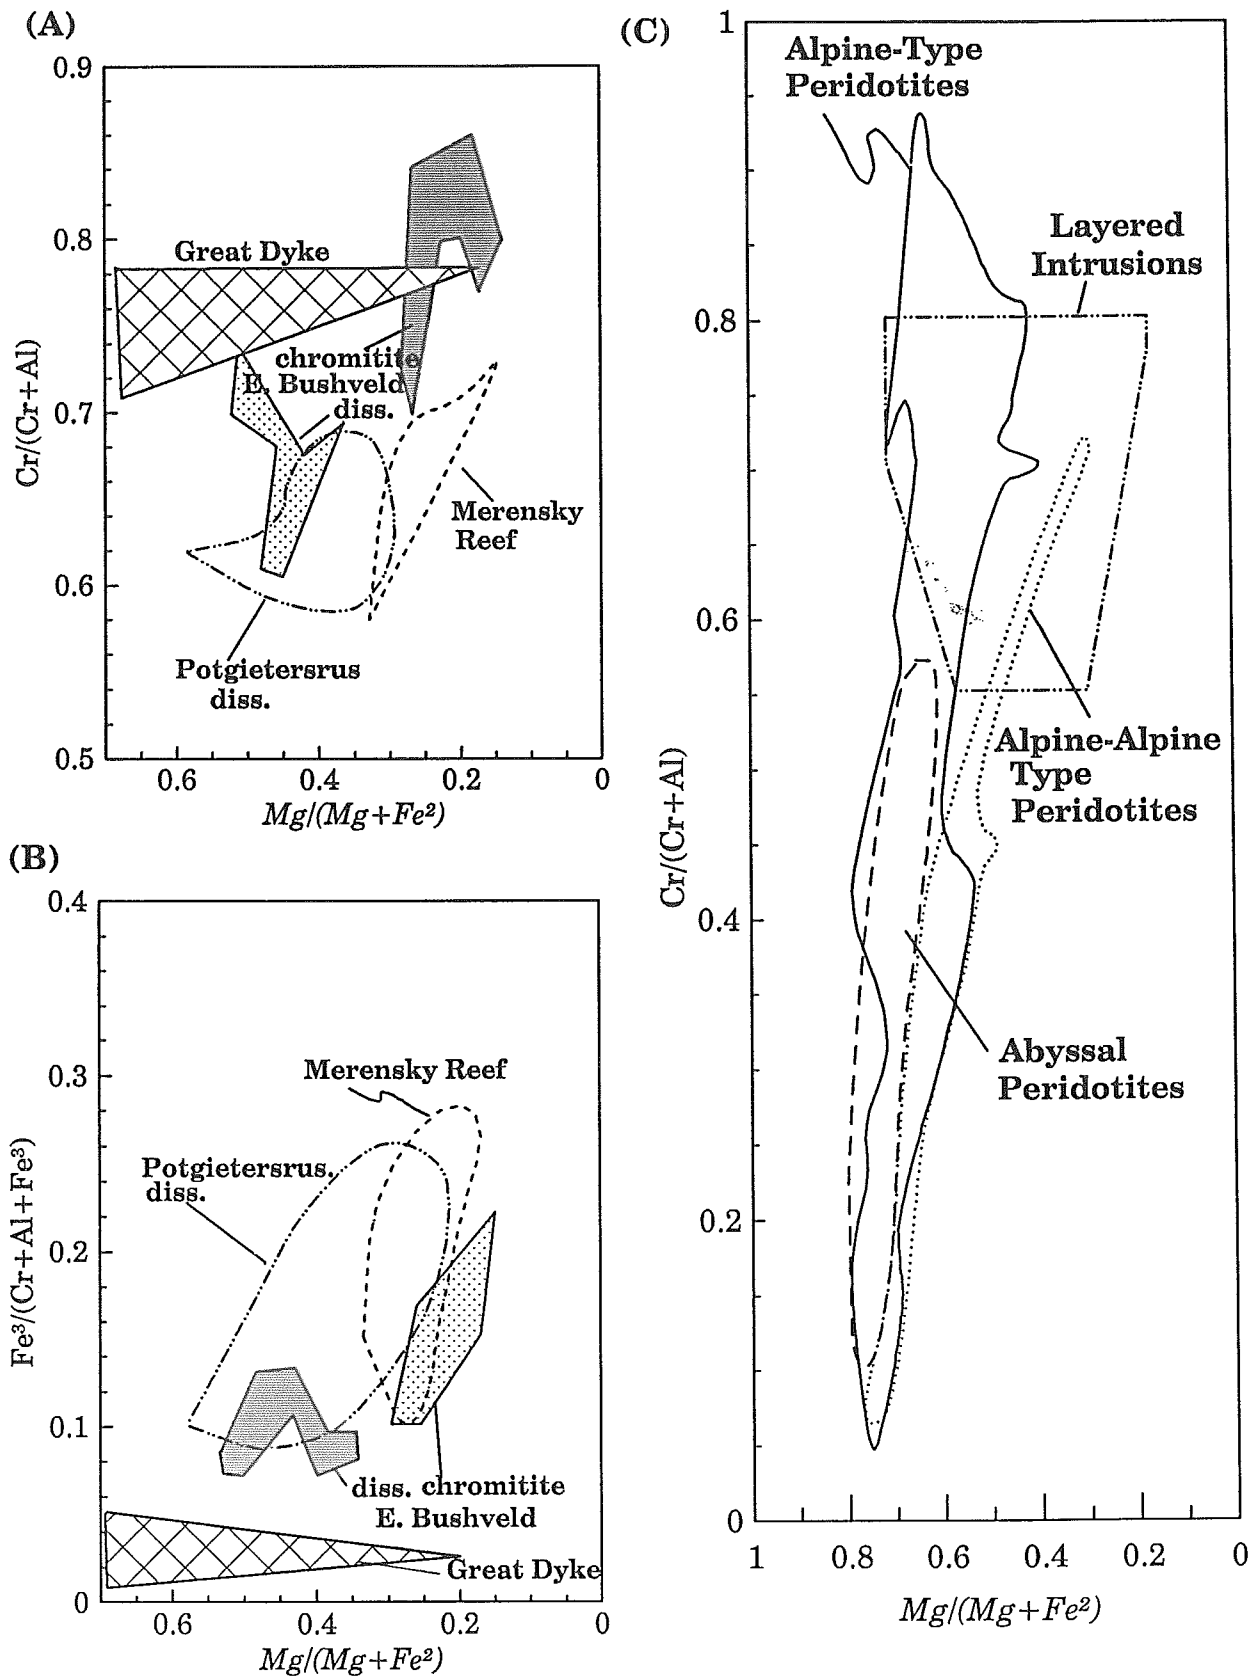 (A)
0.9
0.8
0.7
0.6
0.5
Cr/(Cr+Al)
Great Dyke
chromitite
E. Bushveld
diss.
Merensky
Reef
Potgietersrus
diss.
0.6
0.4
0.2
0
Mg/(Mg+Fe²)
(B)
0.4
0.3
0.2
0.1
0
Fe³/(Cr+Al+Fe³)
Merensky Reef
Potgietersrus.
diss.
diss. chromitite
E. Bushveld
Great Dyke
0.6
0.4
0.2
0
Mg/(Mg+Fe²)
(C)
1
0.8
0.6
0.4
0.2
0
Cr/(Cr+Al)
Alpine-Type
Peridotites
Layered
Intrusions
Alpine-Alpine
Type
Peridotites
Abyssal
Peridotites
1
0.8
0.6
0.4
0.2
0
Mg/(Mg+Fe²)